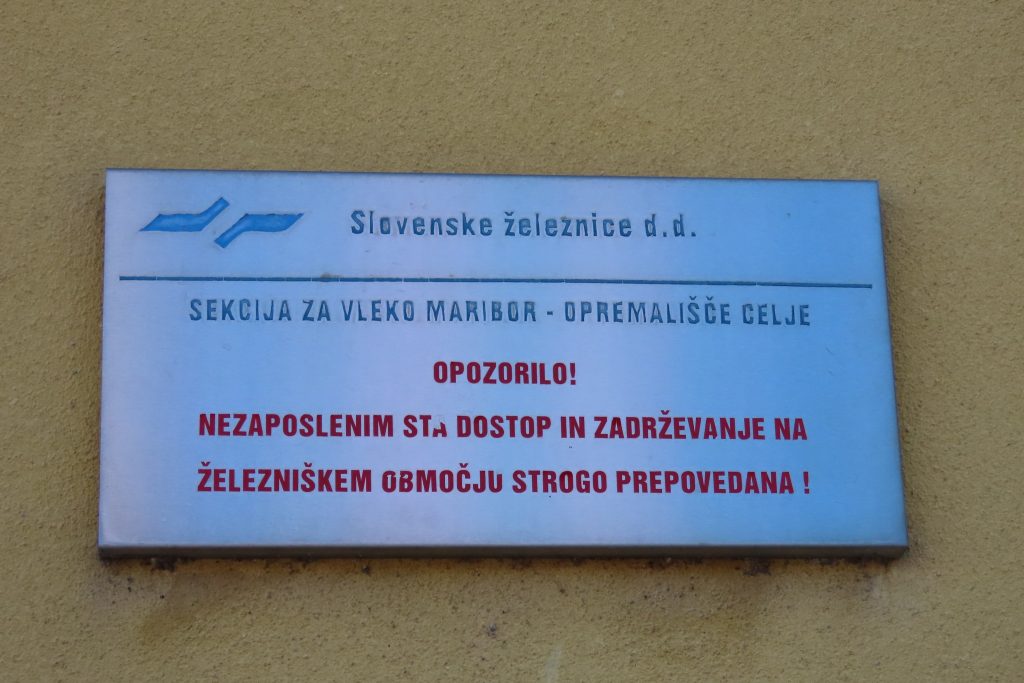 Slovenske železnice d.d.
SEKCIJA ZA VLEKO MARIBOR - OPREMALIŠČE CELJE
OPOZORILO!
NEZAPOSLENIM STA DOSTOP IN ZADRŽEVANJE NA
ŽELEZNIŠKEM OBMOČJU STROGO PREPOVEDANA !